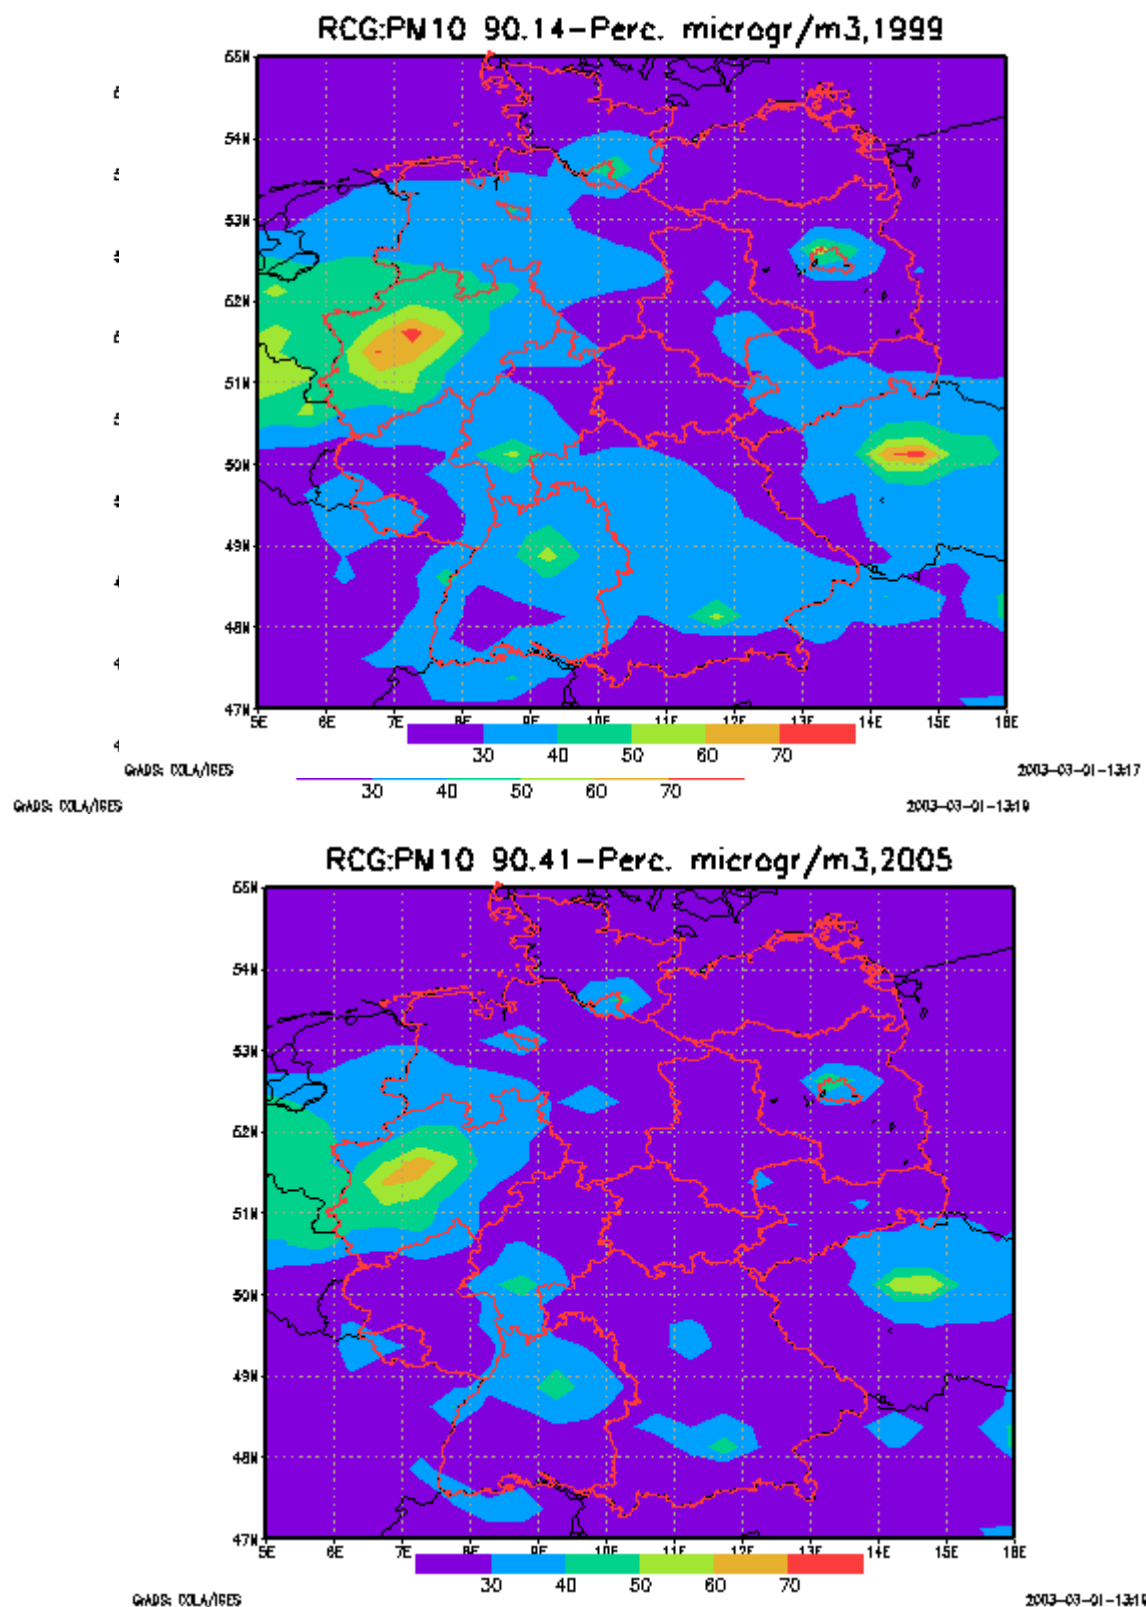 RCG:PM10 90.14-Perc. microgr/m3,1999
55N
54N
53N
52N
51N
50N
49N
48N
47N
5E 6E 7E 8E 9E 10E 11E 12E 13E 14E 15E 16E
30 40 50 60 70
GrADS: COLA/IGES 2003-03-01-13:17
30 40 50 60 70
GrADS: COLA/IGES 2003-03-01-13:19
RCG:PM10 90.41-Perc. microgr/m3,2005
55N
54N
53N
52N
51N
50N
49N
48N
47N
5E 6E 7E 8E 9E 10E 11E 12E 13E 14E 15E 16E
30 40 50 60 70
GrADS: COLA/IGES